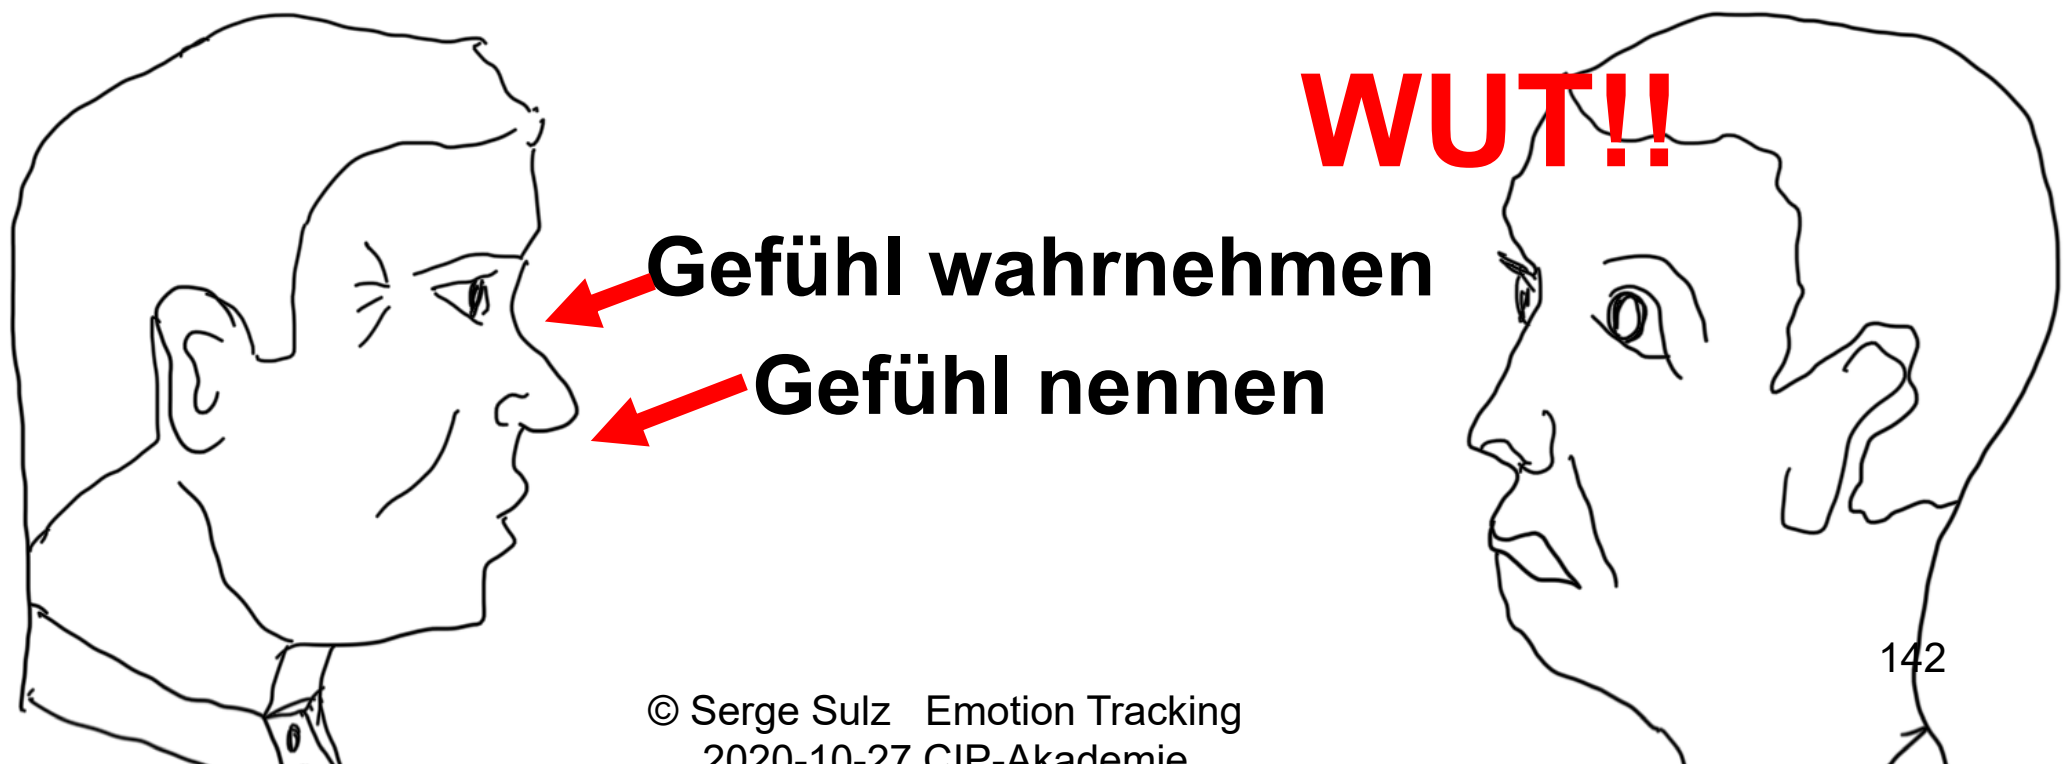 WUT!!
Gefühl wahrnehmen
Gefühl nennen
142
© Serge Sulz Emotion Tracking
2020-10-27 CIP-Akademie